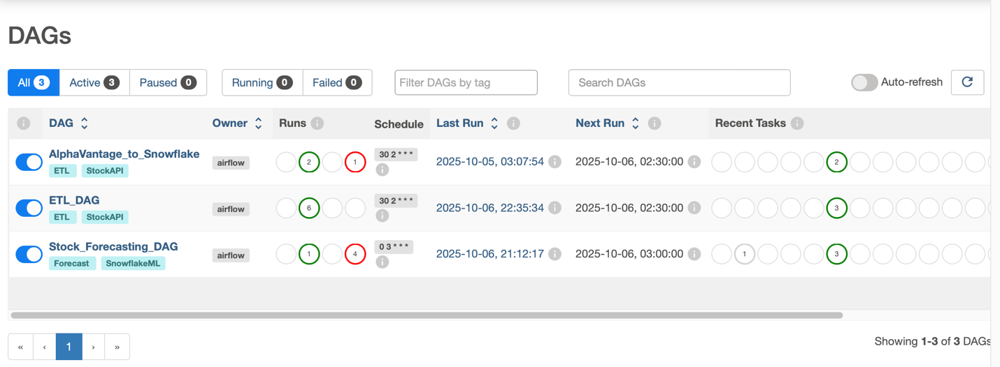 DAGs
All 3 Active 3 Paused 0 Running 0 Failed 0 Filter DAGs by tag Search DAGs Auto-refresh
DAG Owner Runs Schedule Last Run Next Run Recent Tasks
AlphaVantage_to_Snowflake
ETL StockAPI
airflow 2 1 30 2 * * * 2025-10-05, 03:07:54 2025-10-06, 02:30:00 2
ETL_DAG
ETL StockAPI
airflow 6 30 2 * * * 2025-10-06, 22:35:34 2025-10-06, 02:30:00 3
Stock_Forecasting_DAG
Forecast SnowflakeML
airflow 1 4 0 3 * * * 2025-10-06, 21:12:17 2025-10-06, 03:00:00 1 3
« ‹ 1 › »
Showing 1-3 of 3 DAGs